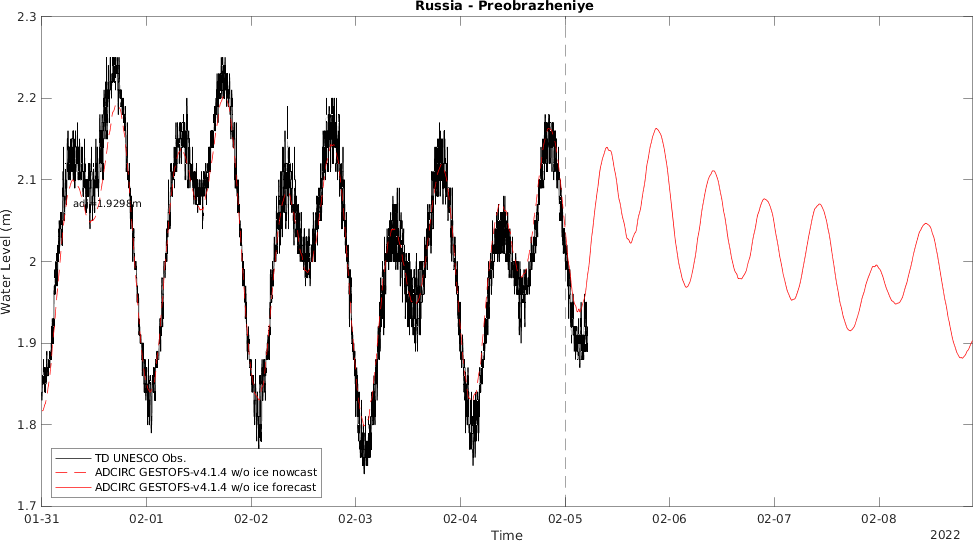 Russia - Preobrazheniye
2.3
2.2
2.1
2
1.9
1.8
1.7
Water Level (m)
adj=1.9298m
TD UNESCO Obs.
ADCIRC GESTOFS-v4.1.4 w/o ice nowcast
ADCIRC GESTOFS-v4.1.4 w/o ice forecast
01-31 02-01 02-02 02-03 02-04 02-05 02-06 02-07 02-08
Time
2022